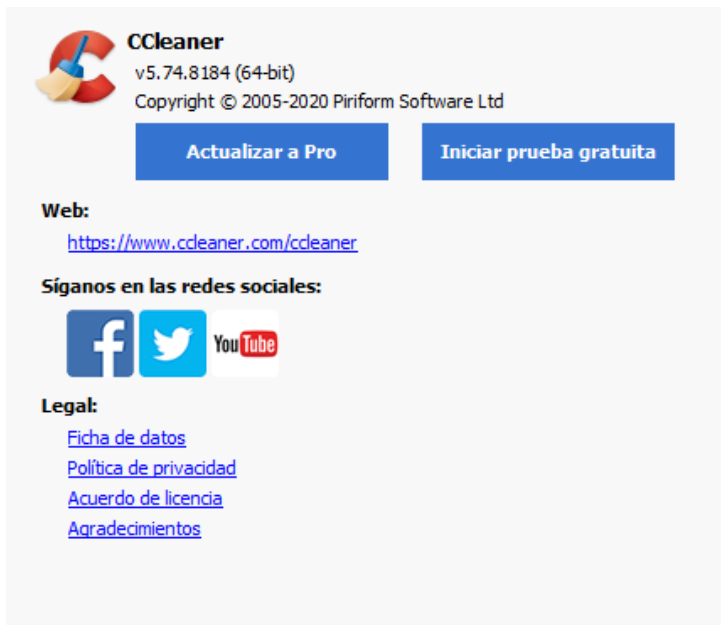 CCleaner
v5.74.8184 (64-bit)
Copyright © 2005-2020 Piriform Software Ltd
Actualizar a Pro
Iniciar prueba gratuita
Web:
https://www.ccleaner.com/ccleaner
Síganos en las redes sociales:
YouTube
Legal:
Ficha de datos
Política de privacidad
Acuerdo de licencia
Agradecimientos